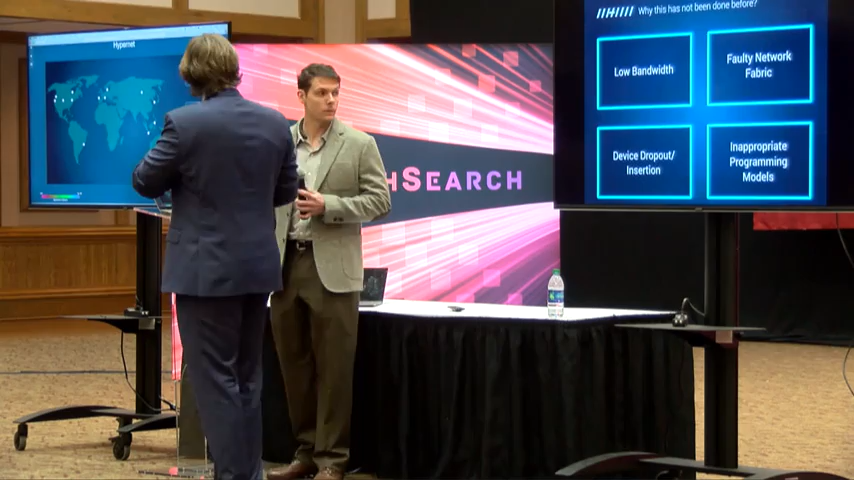 Hypernet
HSEARCH
Why this has not been done before?
Low Bandwidth
Faulty Network
Fabric
Device Dropout/
Insertion
Inappropriate
Programming
Models